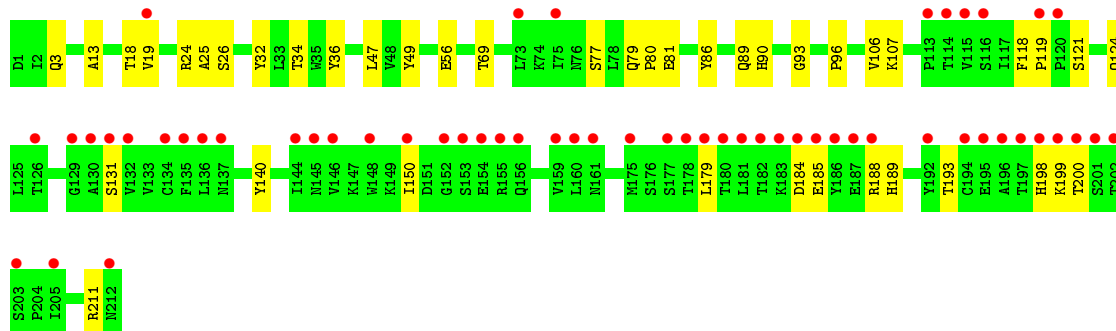 D1 I2 Q3 A13 T18 V19 R24 A25 S26 Y32 L33 T34 W35 Y36 L47 V48 Y49 E56 T69 L73 K74 I75 N76 S77 L78 Q79 P80 E81 Y86 Q89 H90 G93 P96 V106 K107 P113 T114 V115 S116 I117 F118 P119 P120 S121 Q124
L125 T126 G129 A130 S131 V132 V133 C134 F135 L136 N137 Y140 I144 N145 V146 K147 W148 K149 I150 D151 G152 S153 E154 R155 Q156 V159 L160 N161 M175 S176 S177 T178 L179 T180 L181 T182 K183 D184 E185 Y186 E187 R188 H189 Y192 T193 C194 E195 A196 T197 H198 K199 T200 S201 T202
S203 P204 I205 R211 N212